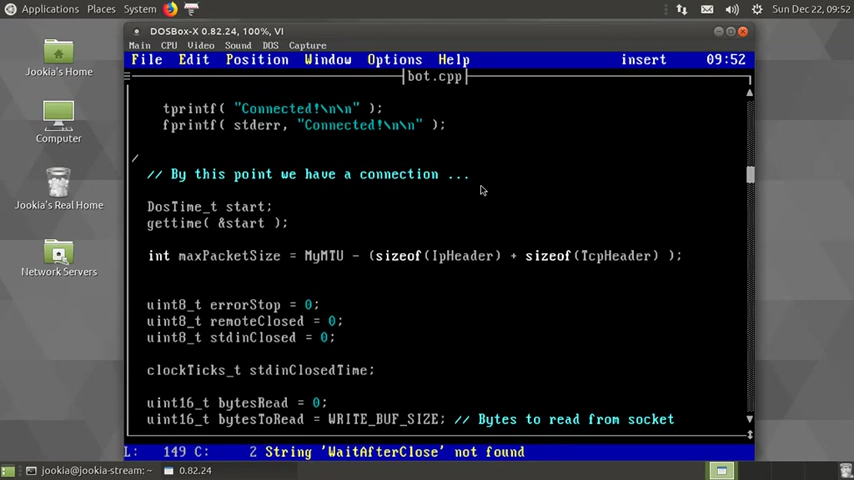 Applications Places System Sun Dec 22, 09:52
DOSBox-X 0.82.24, 100%, VI
Main CPU Video Sound DOS Capture
File Edit Position Window Options Help insert 09:52
bot.cpp
Jookia's Home
Computer
Jookia's Real Home
Network Servers
tprintf( "Connected!\n\n" );
fprintf( stderr, "Connected!\n\n" );
/
// By this point we have a connection ...
DosTime_t start;
gettime( &start );
int maxPacketSize = MyMTU - (sizeof(IpHeader) + sizeof(TcpHeader) );
uint8_t errorStop = 0;
uint8_t remoteClosed = 0;
uint8_t stdinClosed = 0;
clockTicks_t stdinClosedTime;
uint16_t bytesRead = 0;
uint16_t bytesToRead = WRITE_BUF_SIZE; // Bytes to read from socket
L: 149 C: 2 String 'WaitAfterClose' not found
jookia@jookia-stream: ~ 0.82.24